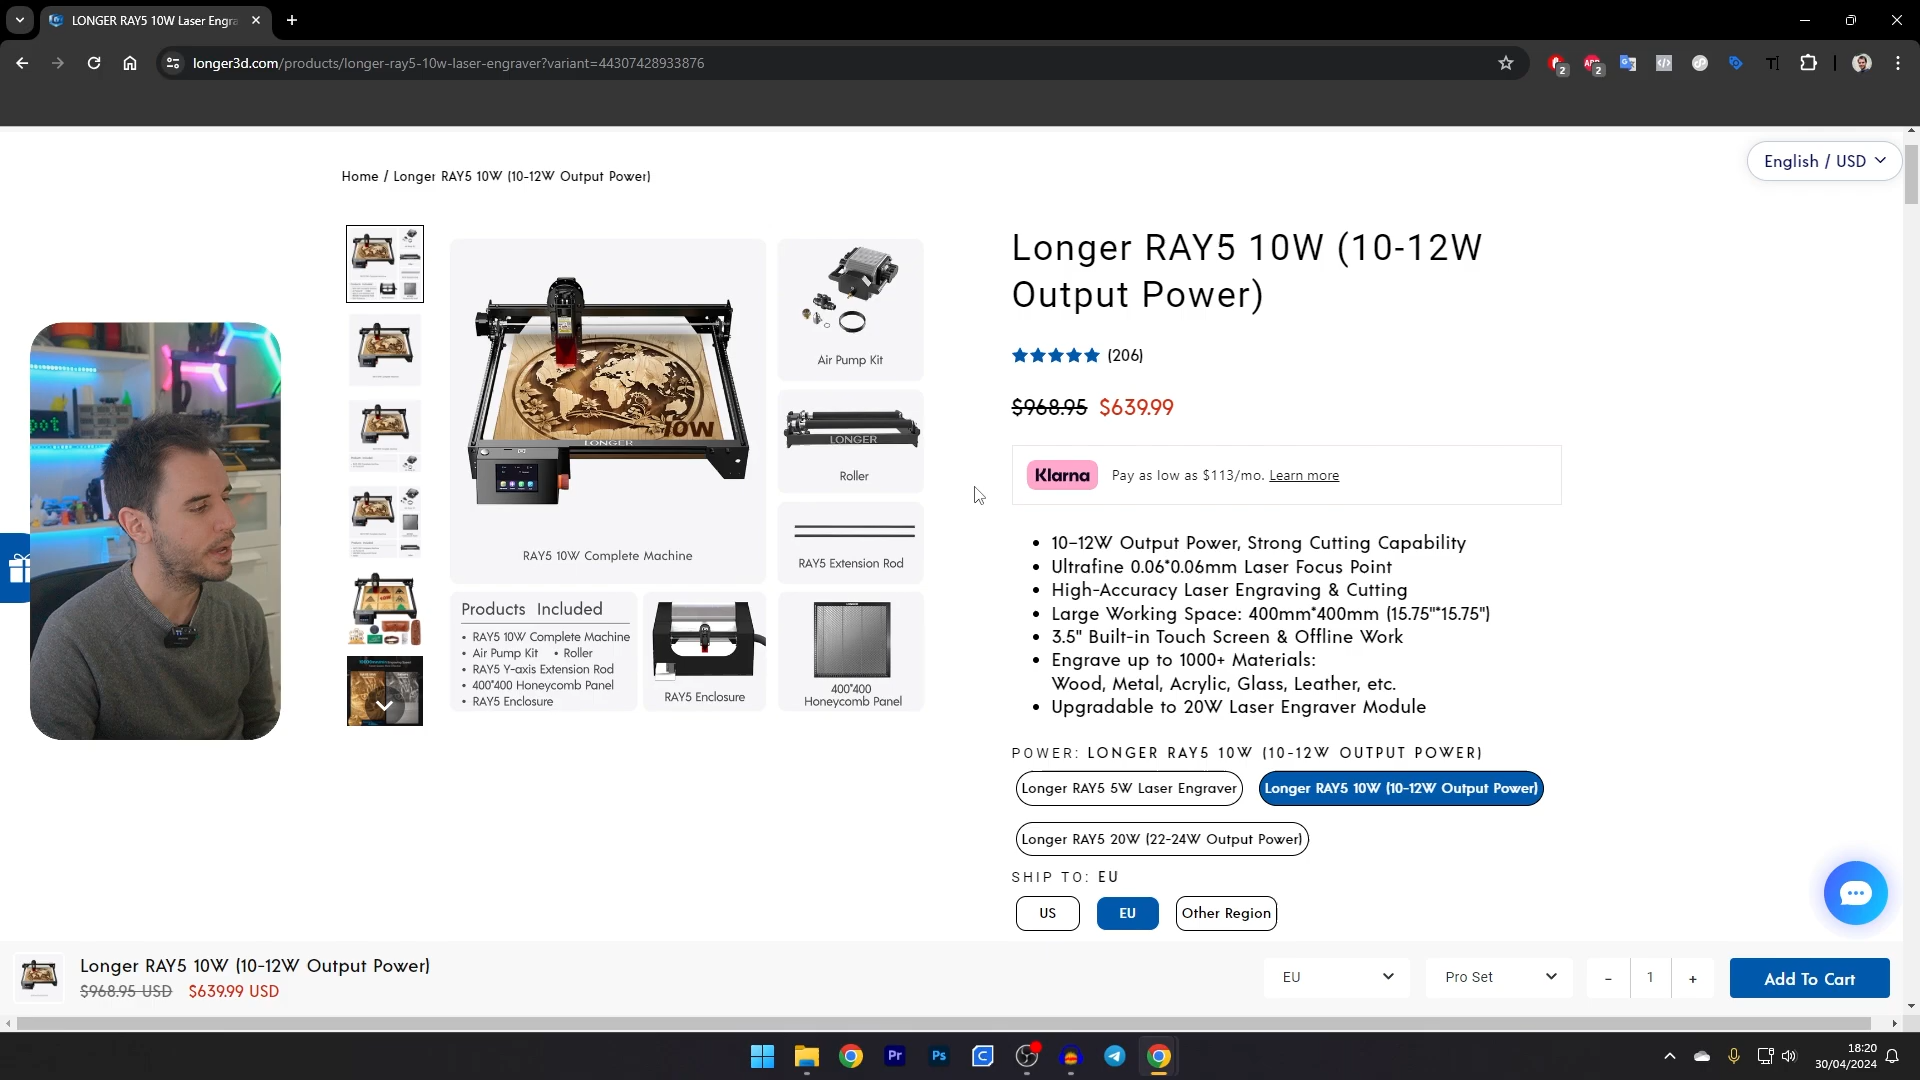 LONGER RAY5 10W Laser Engra
longer3d.com/products/longer-ray5-10w-laser-engraver?variant=44307428933876
2
2
English / USD
Home / Longer RAY5 10W (10-12W Output Power)
Longer RAY5 10W (10-12W
Output Power)
(206)
$968.95 $639.99
Klarna Pay as low as $113/mo. Learn more
10W
LONGER
RAY5 10W Complete Machine
Air Pump Kit
LONGER
Roller
RAY5 Extension Rod
Products Included
• RAY5 10W Complete Machine
• Air Pump Kit • Roller
• RAY5 Y-axis Extension Rod
• 400*400 Honeycomb Panel
• RAY5 Enclosure
RAY5 Enclosure
400*400
Honeycomb Panel
• 10-12W Output Power, Strong Cutting Capability
• Ultrafine 0.06*0.06mm Laser Focus Point
• High-Accuracy Laser Engraving & Cutting
• Large Working Space: 400mm*400mm (15.75"*15.75")
• 3.5" Built-in Touch Screen & Offline Work
• Engrave up to 1000+ Materials:
Wood, Metal, Acrylic, Glass, Leather, etc.
• Upgradable to 20W Laser Engraver Module
POWER: LONGER RAY5 10W (10-12W OUTPUT POWER)
Longer RAY5 5W Laser Engraver
Longer RAY5 10W (10-12W Output Power)
Longer RAY5 20W (22-24W Output Power)
SHIP TO: EU
US
EU
Other Region
Longer RAY5 10W (10-12W Output Power)
$968.95 USD $639.99 USD
EU
Pro Set
- 1 +
Add To Cart
Pr
Ps
18:20
30/04/2024